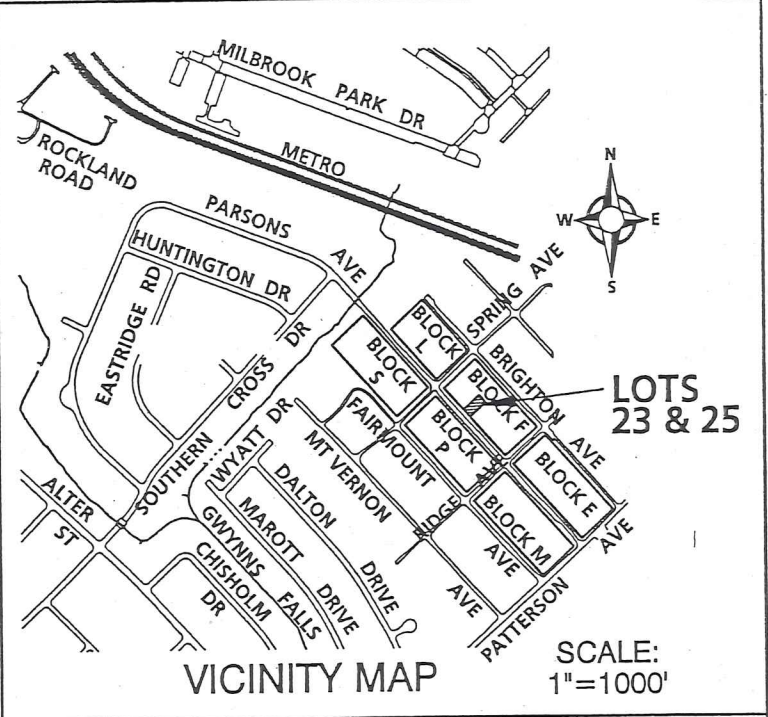 MILBROOK PARK DR
METRO
ROCKLAND
ROAD
N
W E
S
PARSONS AVE
HUNTINGTON DR
EASTRIDGE RD
SOUTHERN CROSS DR
SPRING AVE
BRIGHTON AVE
BLOCK
L
BLOCK
S
BLOCK F
LOTS
23 & 25
BLOCK
P
FAIRMOUNT AVE
MT VERNON AVE
RIDGE AVE
BLOCK E
BLOCK M
PATTERSON AVE
WYATT DR
DALTON DRIVE
MAROTT DRIVE
GWYNNS FALLS
CHISHOLM
DR
ALTER
ST
VICINITY MAP
SCALE:
1"=1000'